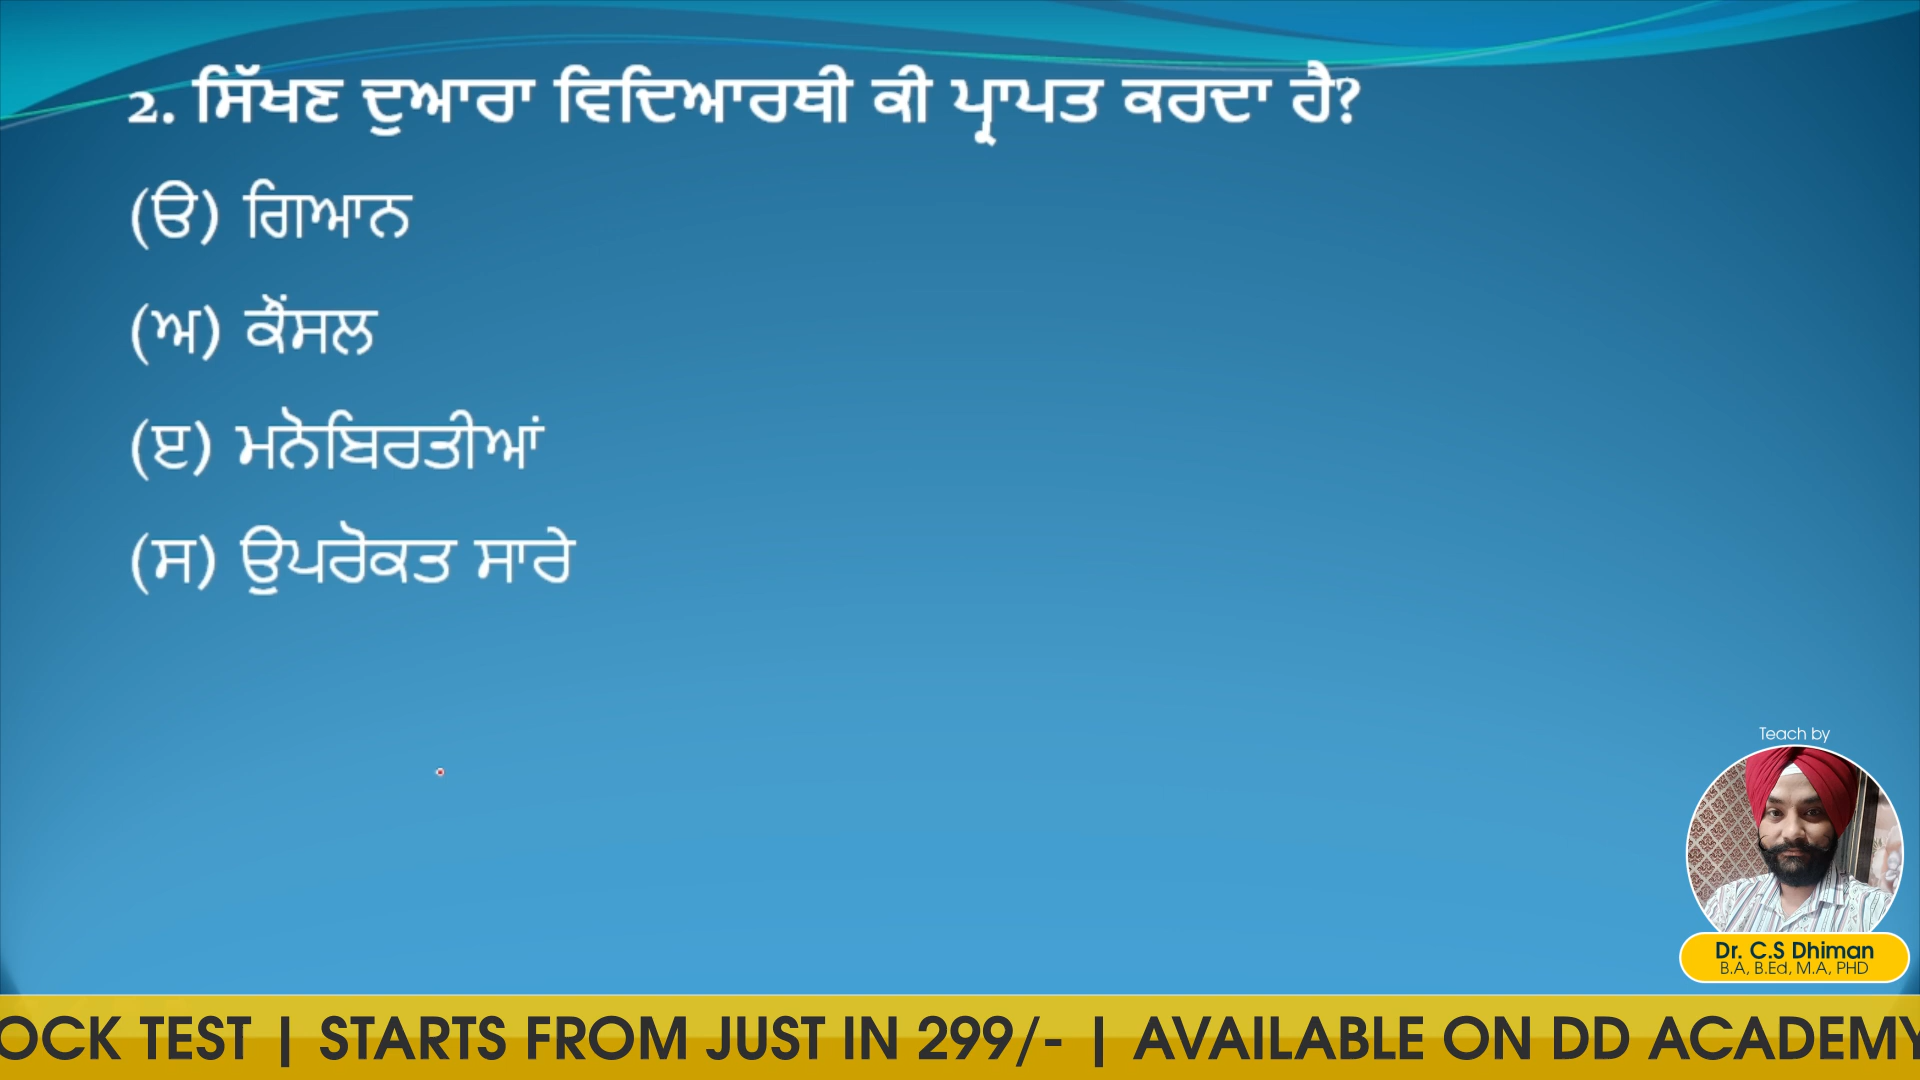 2. ਸਿੱਖਣ ਦੁਆਰਾ ਵਿਦਿਆਰਥੀ ਕੀ ਪ੍ਰਾਪਤ ਕਰਦਾ ਹੈ?
(ੳ) ਗਿਆਨ
(ਅ) ਕੌਂਸਲ
(ੲ) ਮਨੋਬਿਰਤੀਆਂ
(ਸ) ਉਪਰੋਕਤ ਸਾਰੇ
Teach by
Dr. C.S Dhiman
B.A, B.Ed, M.A, PHD
OCK TEST | STARTS FROM JUST IN 299/- | AVAILABLE ON DD ACADEMY